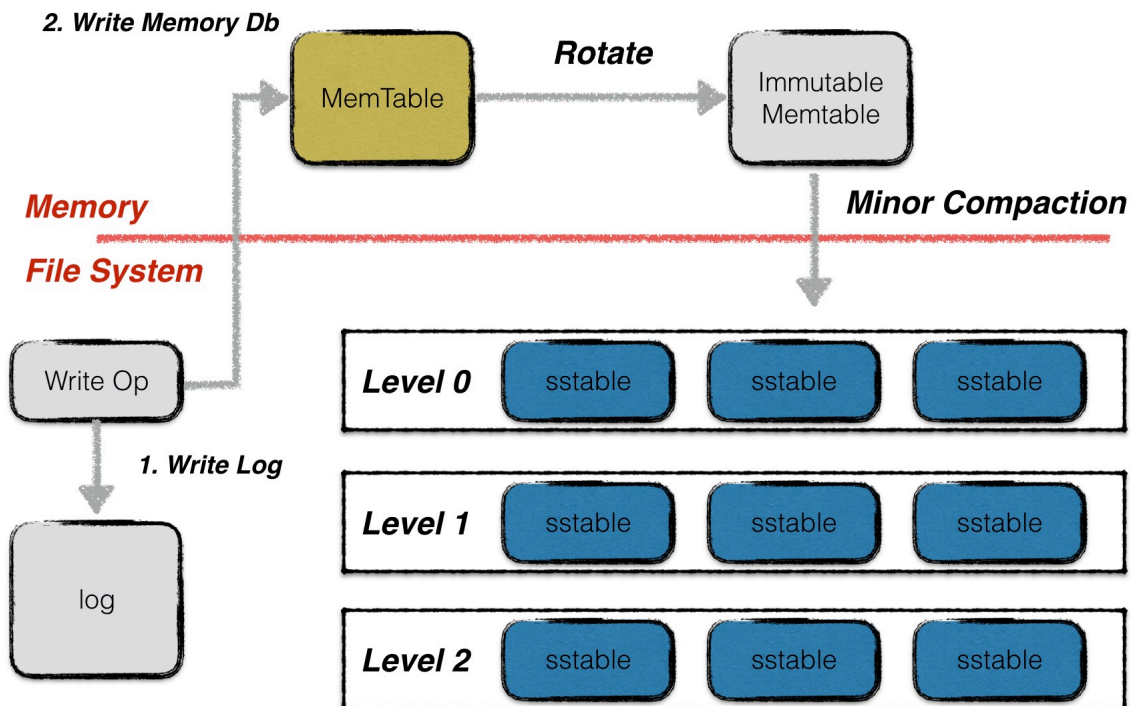 2. Write Memory Db
MemTable
Rotate
Immutable
Memtable
Memory
Minor Compaction
File System
Write Op
1. Write Log
log
Level 0
sstable
sstable
sstable
Level 1
sstable
sstable
sstable
Level 2
sstable
sstable
sstable